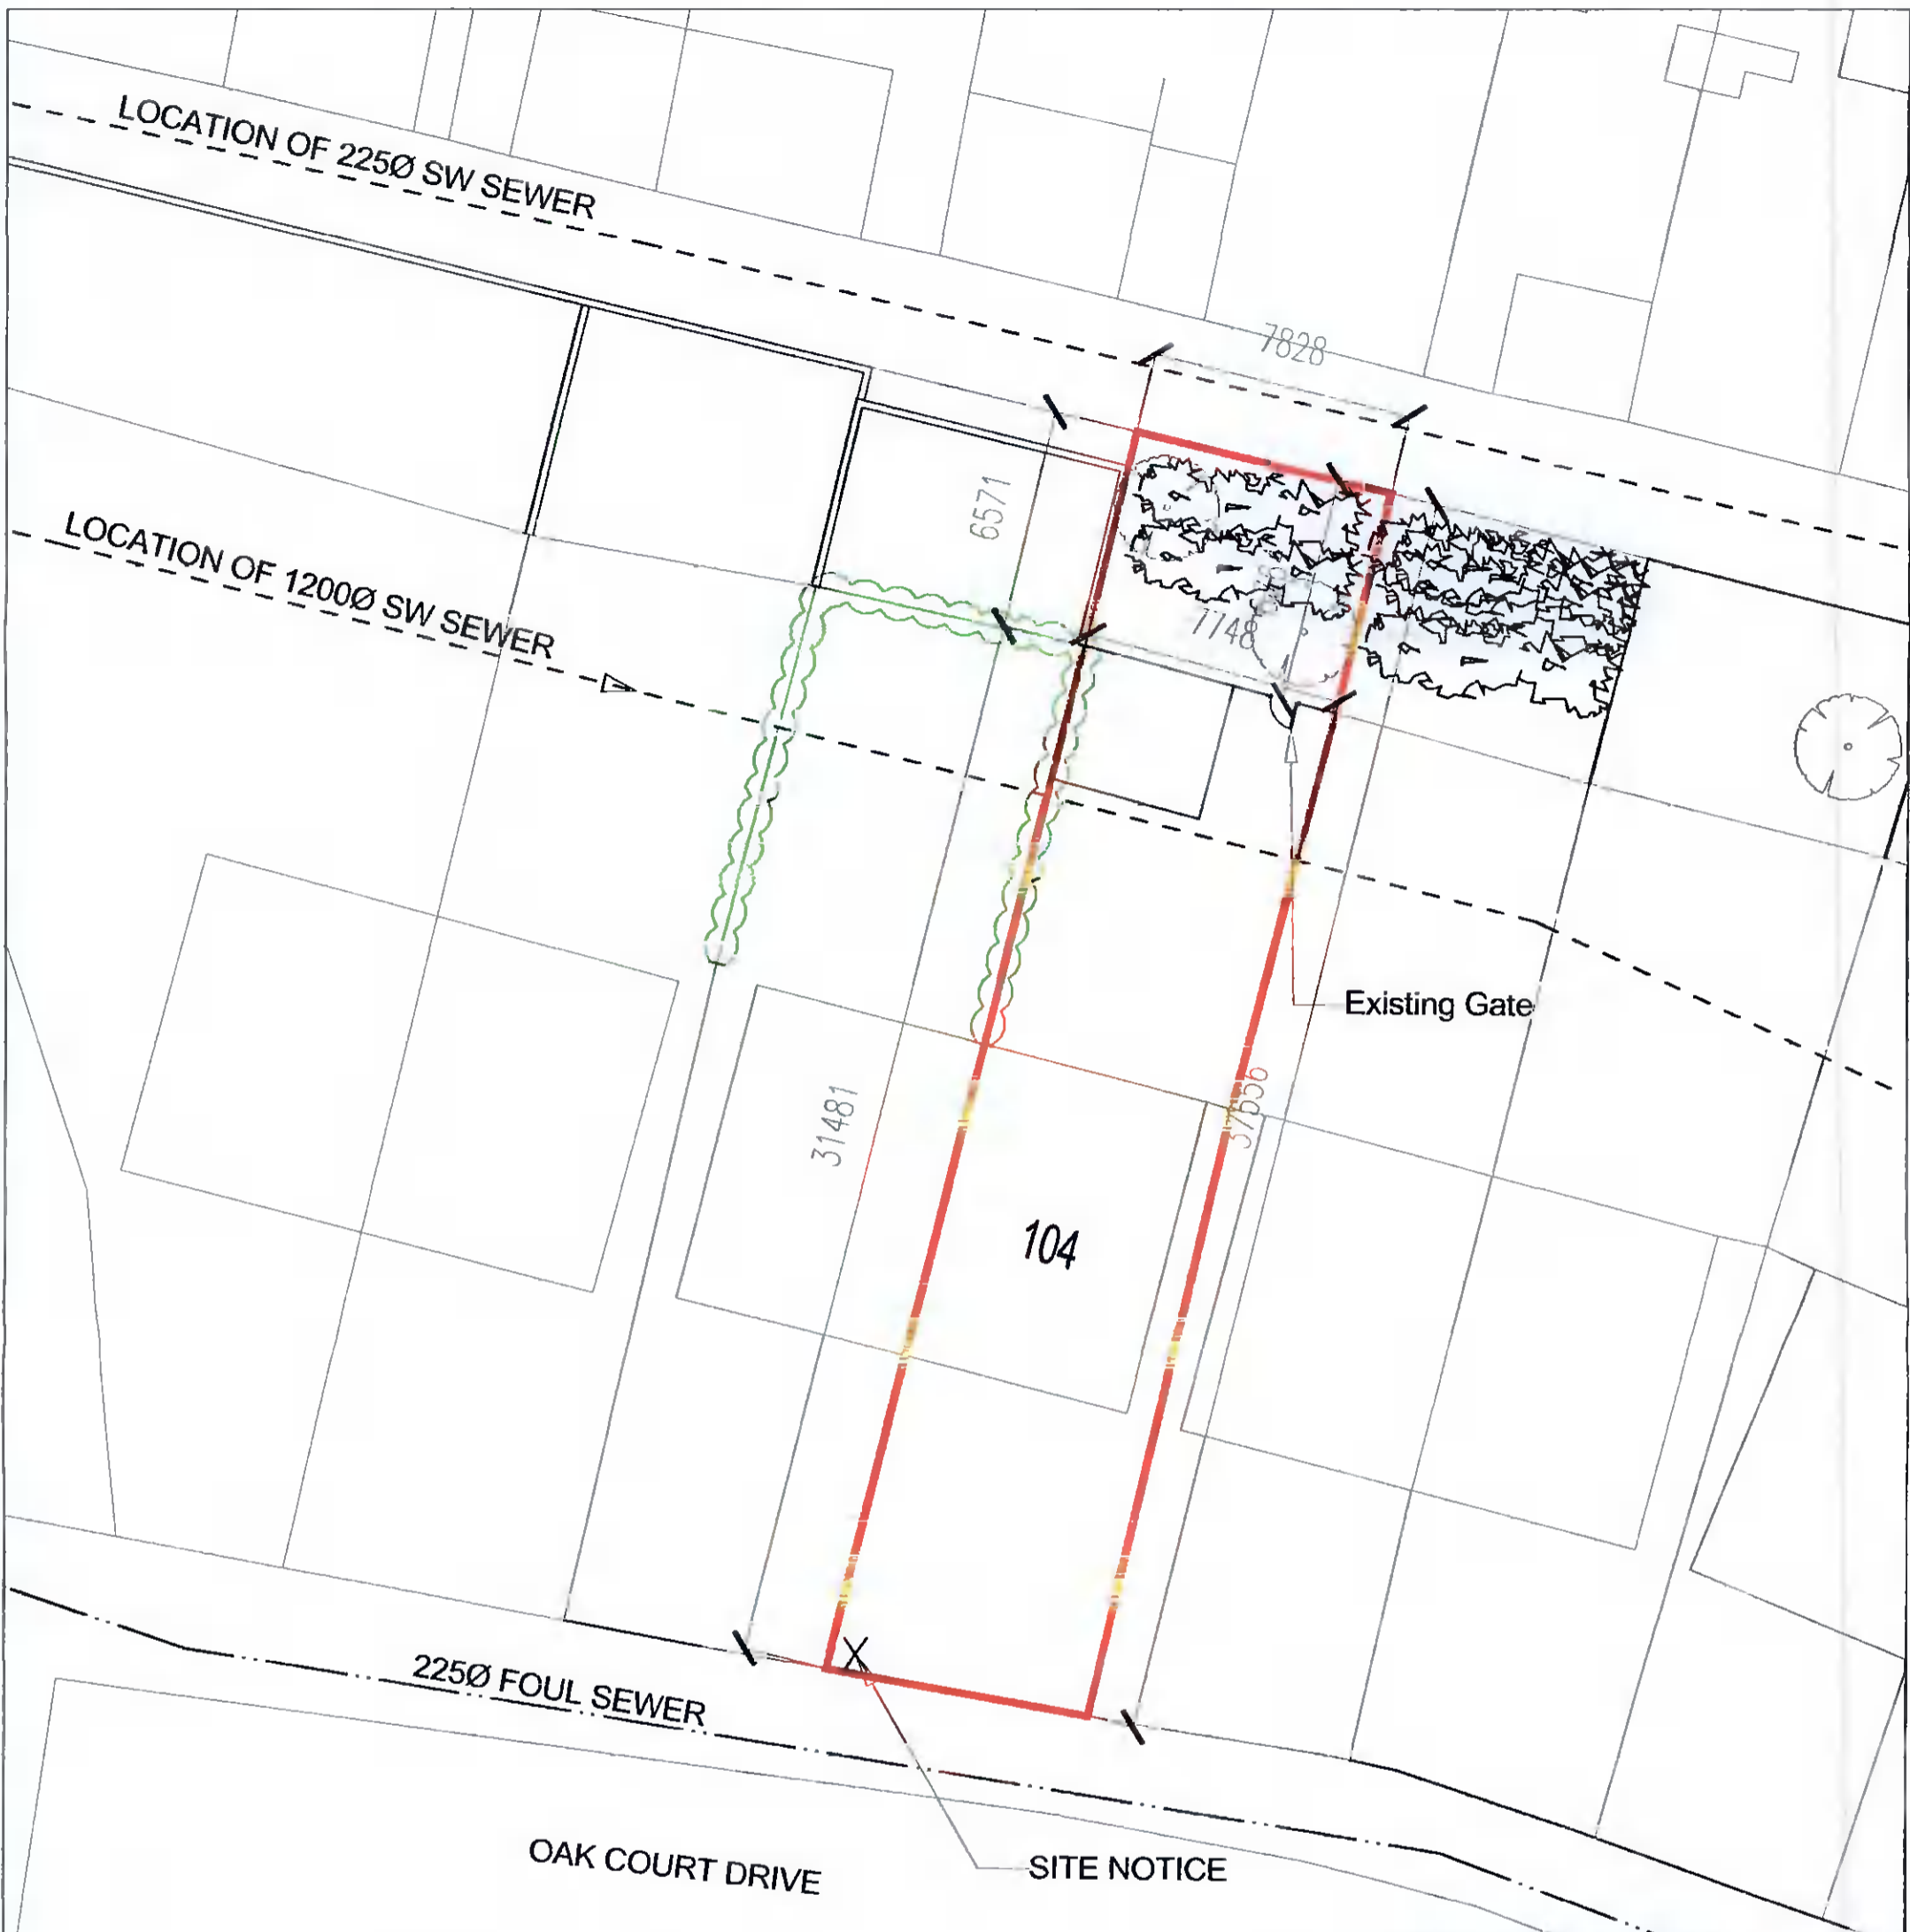 LOCATION OF 225Ø SW SEWER
7828
6571
LOCATION OF 1200Ø SW SEWER
7748
Existing Gate
37656
31481
104
X
225Ø FOUL SEWER
OAK COURT DRIVE
SITE NOTICE